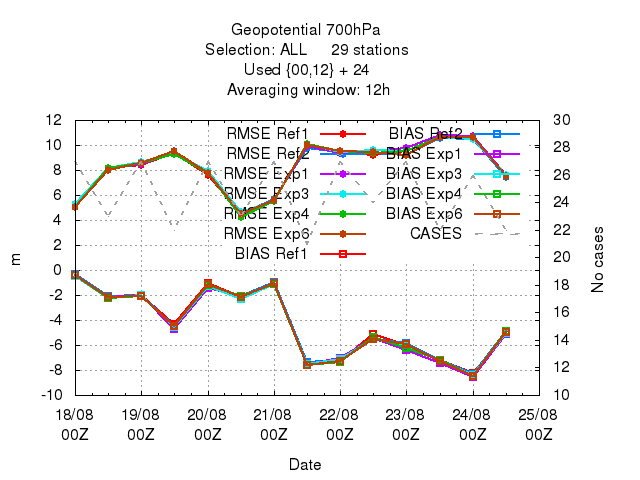 Geopotential 700hPa
Selection: ALL 29 stations
Used {00,12} + 24
Averaging window: 12h
12 30
10 28
8 26
6 24
4 22
2 20
0 18
-2 16
-4 14
-6 12
-8 10
-10
RMSE Ref1 BIAS Ref2
RMSE Ref2 BIAS Exp1
RMSE Exp1 BIAS Exp3
RMSE Exp3 BIAS Exp4
RMSE Exp4 BIAS Exp6
RMSE Exp6 CASES
BIAS Ref1
m
No cases
18/08 19/08 20/08 21/08 22/08 23/08 24/08 25/08
00Z 00Z 00Z 00Z 00Z 00Z 00Z 00Z
Date